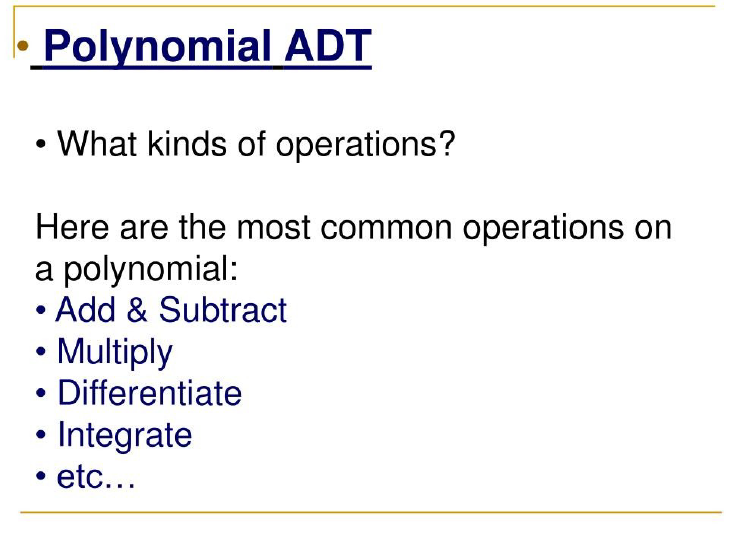 • Polynomial ADT
• What kinds of operations?
Here are the most common operations on
a polynomial:
• Add & Subtract
• Multiply
• Differentiate
• Integrate
• etc…